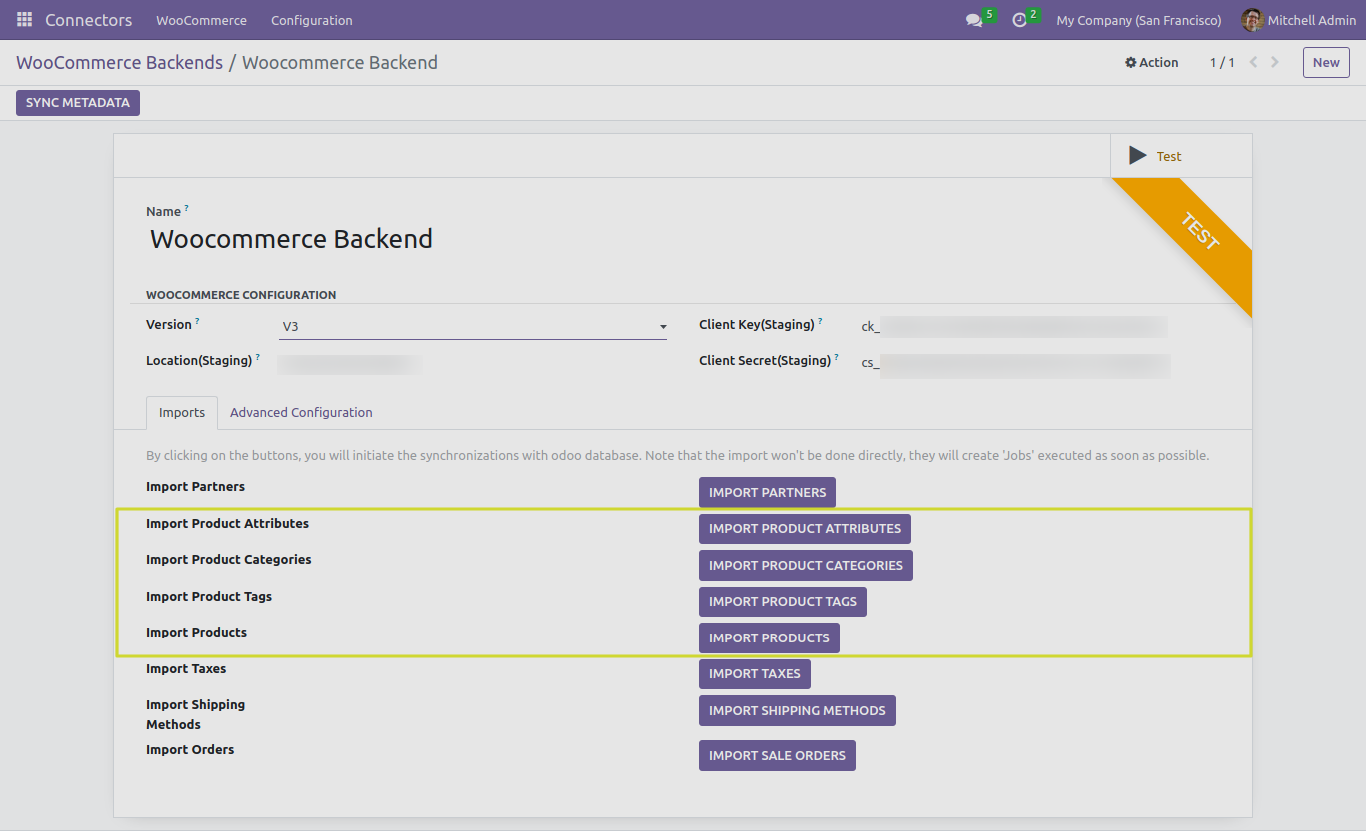 Connectors WooCommerce Configuration 5 2 My Company (San Francisco) Mitchell Admin
WooCommerce Backends / Woocommerce Backend Action 1 / 1 New
SYNC METADATA
Test
TEST
Name ?
Woocommerce Backend
WOOCOMMERCE CONFIGURATION
Version ? V3 Client Key(Staging) ? ck_
Location(Staging) ? Client Secret(Staging) ? cs_
Imports Advanced Configuration
By clicking on the buttons, you will initiate the synchronizations with odoo database. Note that the import won't be done directly, they will create 'Jobs' executed as soon as possible.
Import Partners IMPORT PARTNERS
Import Product Attributes IMPORT PRODUCT ATTRIBUTES
Import Product Categories IMPORT PRODUCT CATEGORIES
Import Product Tags IMPORT PRODUCT TAGS
Import Products IMPORT PRODUCTS
Import Taxes IMPORT TAXES
Import Shipping IMPORT SHIPPING METHODS
Methods
Import Orders IMPORT SALE ORDERS